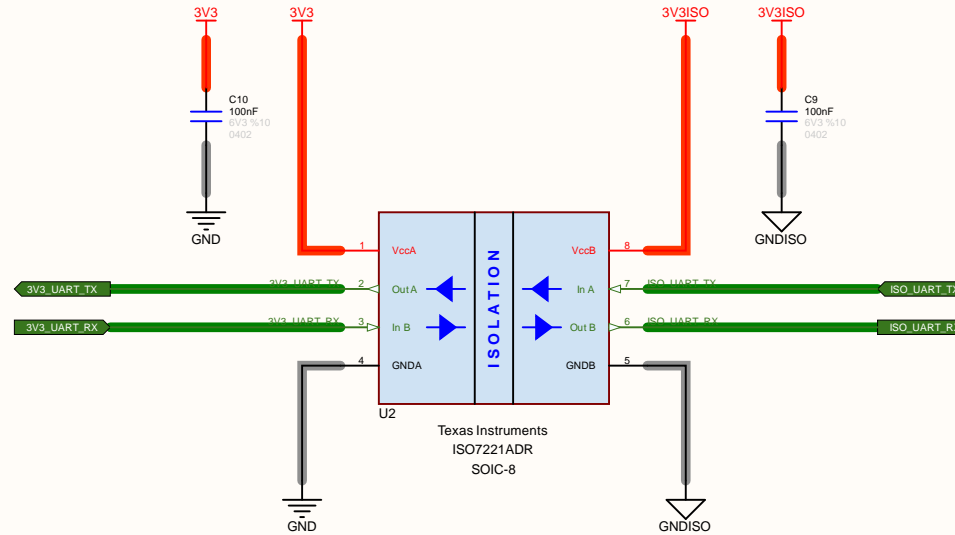 3V3
3V3
3V3ISO
3V3ISO
C10
100nF
6V3 %10
0402
C9
100nF
6V3 %10
0402
GND
GNDISO
1
VccA
VccB
8
3V3_UART_TX
3V3_UART_TX
2
Out A
In A
7
ISO_UART_TX
ISO_UART_TX
3V3_UART_RX
3V3_UART_RX
3
In B
Out B
6
ISO_UART_RX
ISO_UART_RX
4
GNDA
GNDB
5
ISOLATION
U2
Texas Instruments
ISO7221ADR
SOIC-8
GND
GNDISO